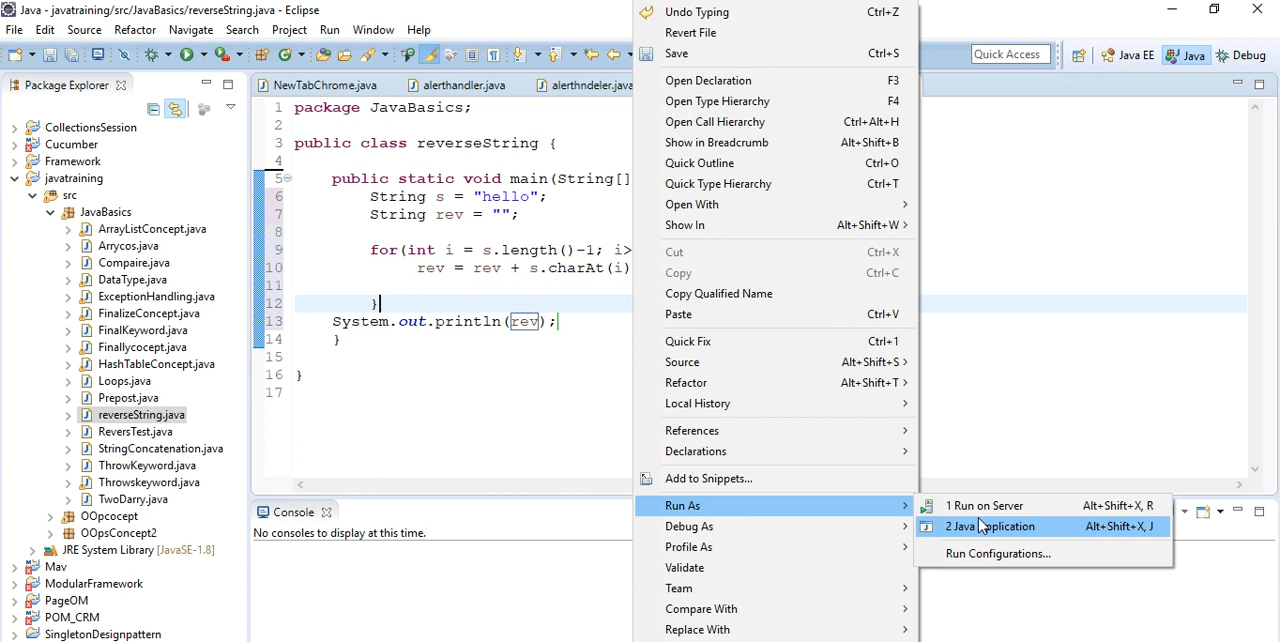 Java - javatraining/src/JavaBasics/reverseString.java - Eclipse
File Edit Source Refactor Navigate Search Project Run Window Help
Quick Access Java EE Java Debug
Package Explorer
CollectionsSession
Cucumber
Framework
javatraining
src
JavaBasics
ArrayListConcept.java
Arrycos.java
Compaire.java
DataType.java
ExceptionHandling.java
FinalizeConcept.java
FinalKeyword.java
Finallycocept.java
HashTableConcept.java
Loops.java
Prepost.java
reverseString.java
ReversTest.java
StringConcatenation.java
ThrowKeyword.java
Throwskeyword.java
TwoDarry.java
OOpcocept
OOpsConcept2
JRE System Library [JavaSE-1.8]
Mav
ModularFramework
PageOM
POM_CRM
SingletonDesignpattern
NewTabChrome.java alerthandler.java alerthndeler.java
1 package JavaBasics;
2
3 public class reverseString {
4
5 public static void main(String[]
6 String s = "hello";
7 String rev = "";
8
9 for(int i = s.length()-1; i>
10 rev = rev + s.charAt(i)
11
12 }
13 System.out.println(rev);
14 }
15
16 }
17
Console
No consoles to display at this time.
Undo Typing Ctrl+Z
Revert File
Save Ctrl+S
Open Declaration F3
Open Type Hierarchy F4
Open Call Hierarchy Ctrl+Alt+H
Show in Breadcrumb Alt+Shift+B
Quick Outline Ctrl+O
Quick Type Hierarchy Ctrl+T
Open With
Show In Alt+Shift+W
Cut Ctrl+X
Copy Ctrl+C
Copy Qualified Name
Paste Ctrl+V
Quick Fix Ctrl+1
Source Alt+Shift+S
Refactor Alt+Shift+T
Local History
References
Declarations
Add to Snippets...
Run As
Debug As
Profile As
Validate
Team
Compare With
Replace With
1 Run on Server Alt+Shift+X, R
2 Java Application Alt+Shift+X, J
Run Configurations...